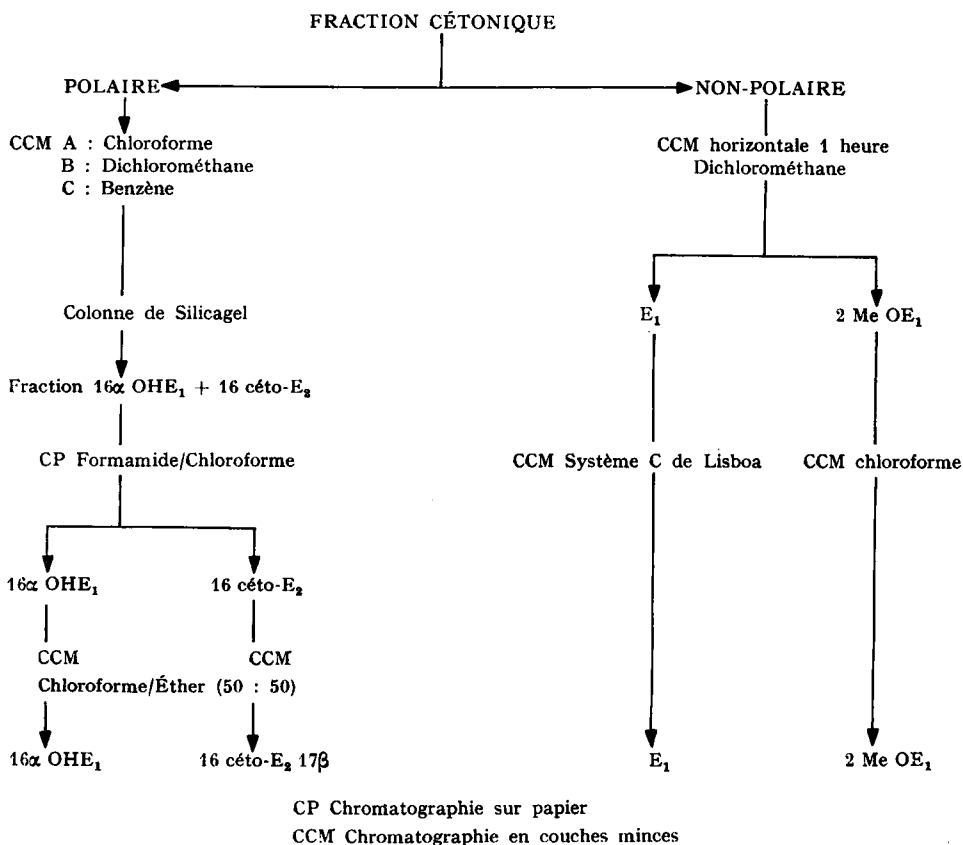 FRACTION CÉTONIQUE
POLAIRE
NON-POLAIRE
CCM A : Chloroforme
B : Dichlorométhane
C : Benzène
CCM horizontale 1 heure
Dichlorométhane
Colonne de Silicagel
E₁
2 Me OE₁
Fraction 16α OHE₁ + 16 céto-E₂
CP Formamide/Chloroforme
CCM Système C de Lisboa
CCM chloroforme
16α OHE₁
16 céto-E₂
CCM
CCM
Chloroforme/Éther (50 : 50)
16α OHE₁
16 céto-E₂ 17β
E₁
2 Me OE₁
CP Chromatographie sur papier
CCM Chromatographie en couches minces